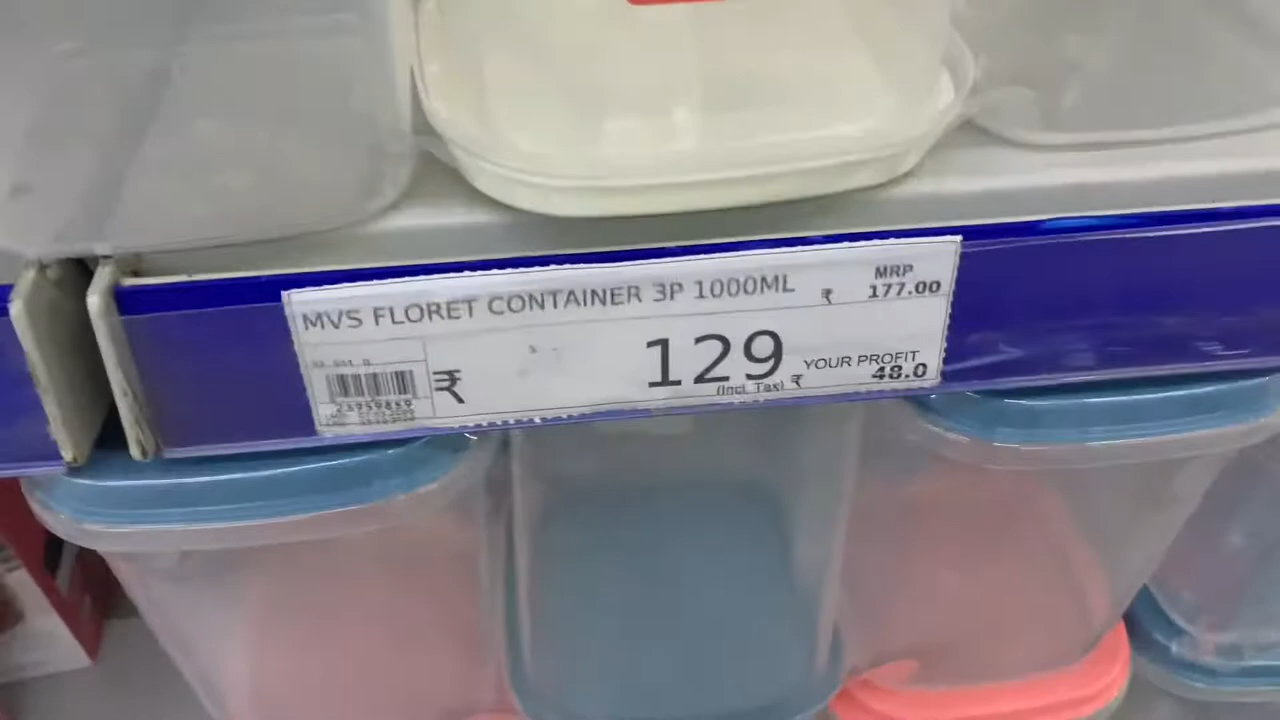 MVS FLORET CONTAINER 3P 1000ML
MRP
₹ 177.00
₹ 129
(Incl. Tax)
YOUR PROFIT
₹ 48.0